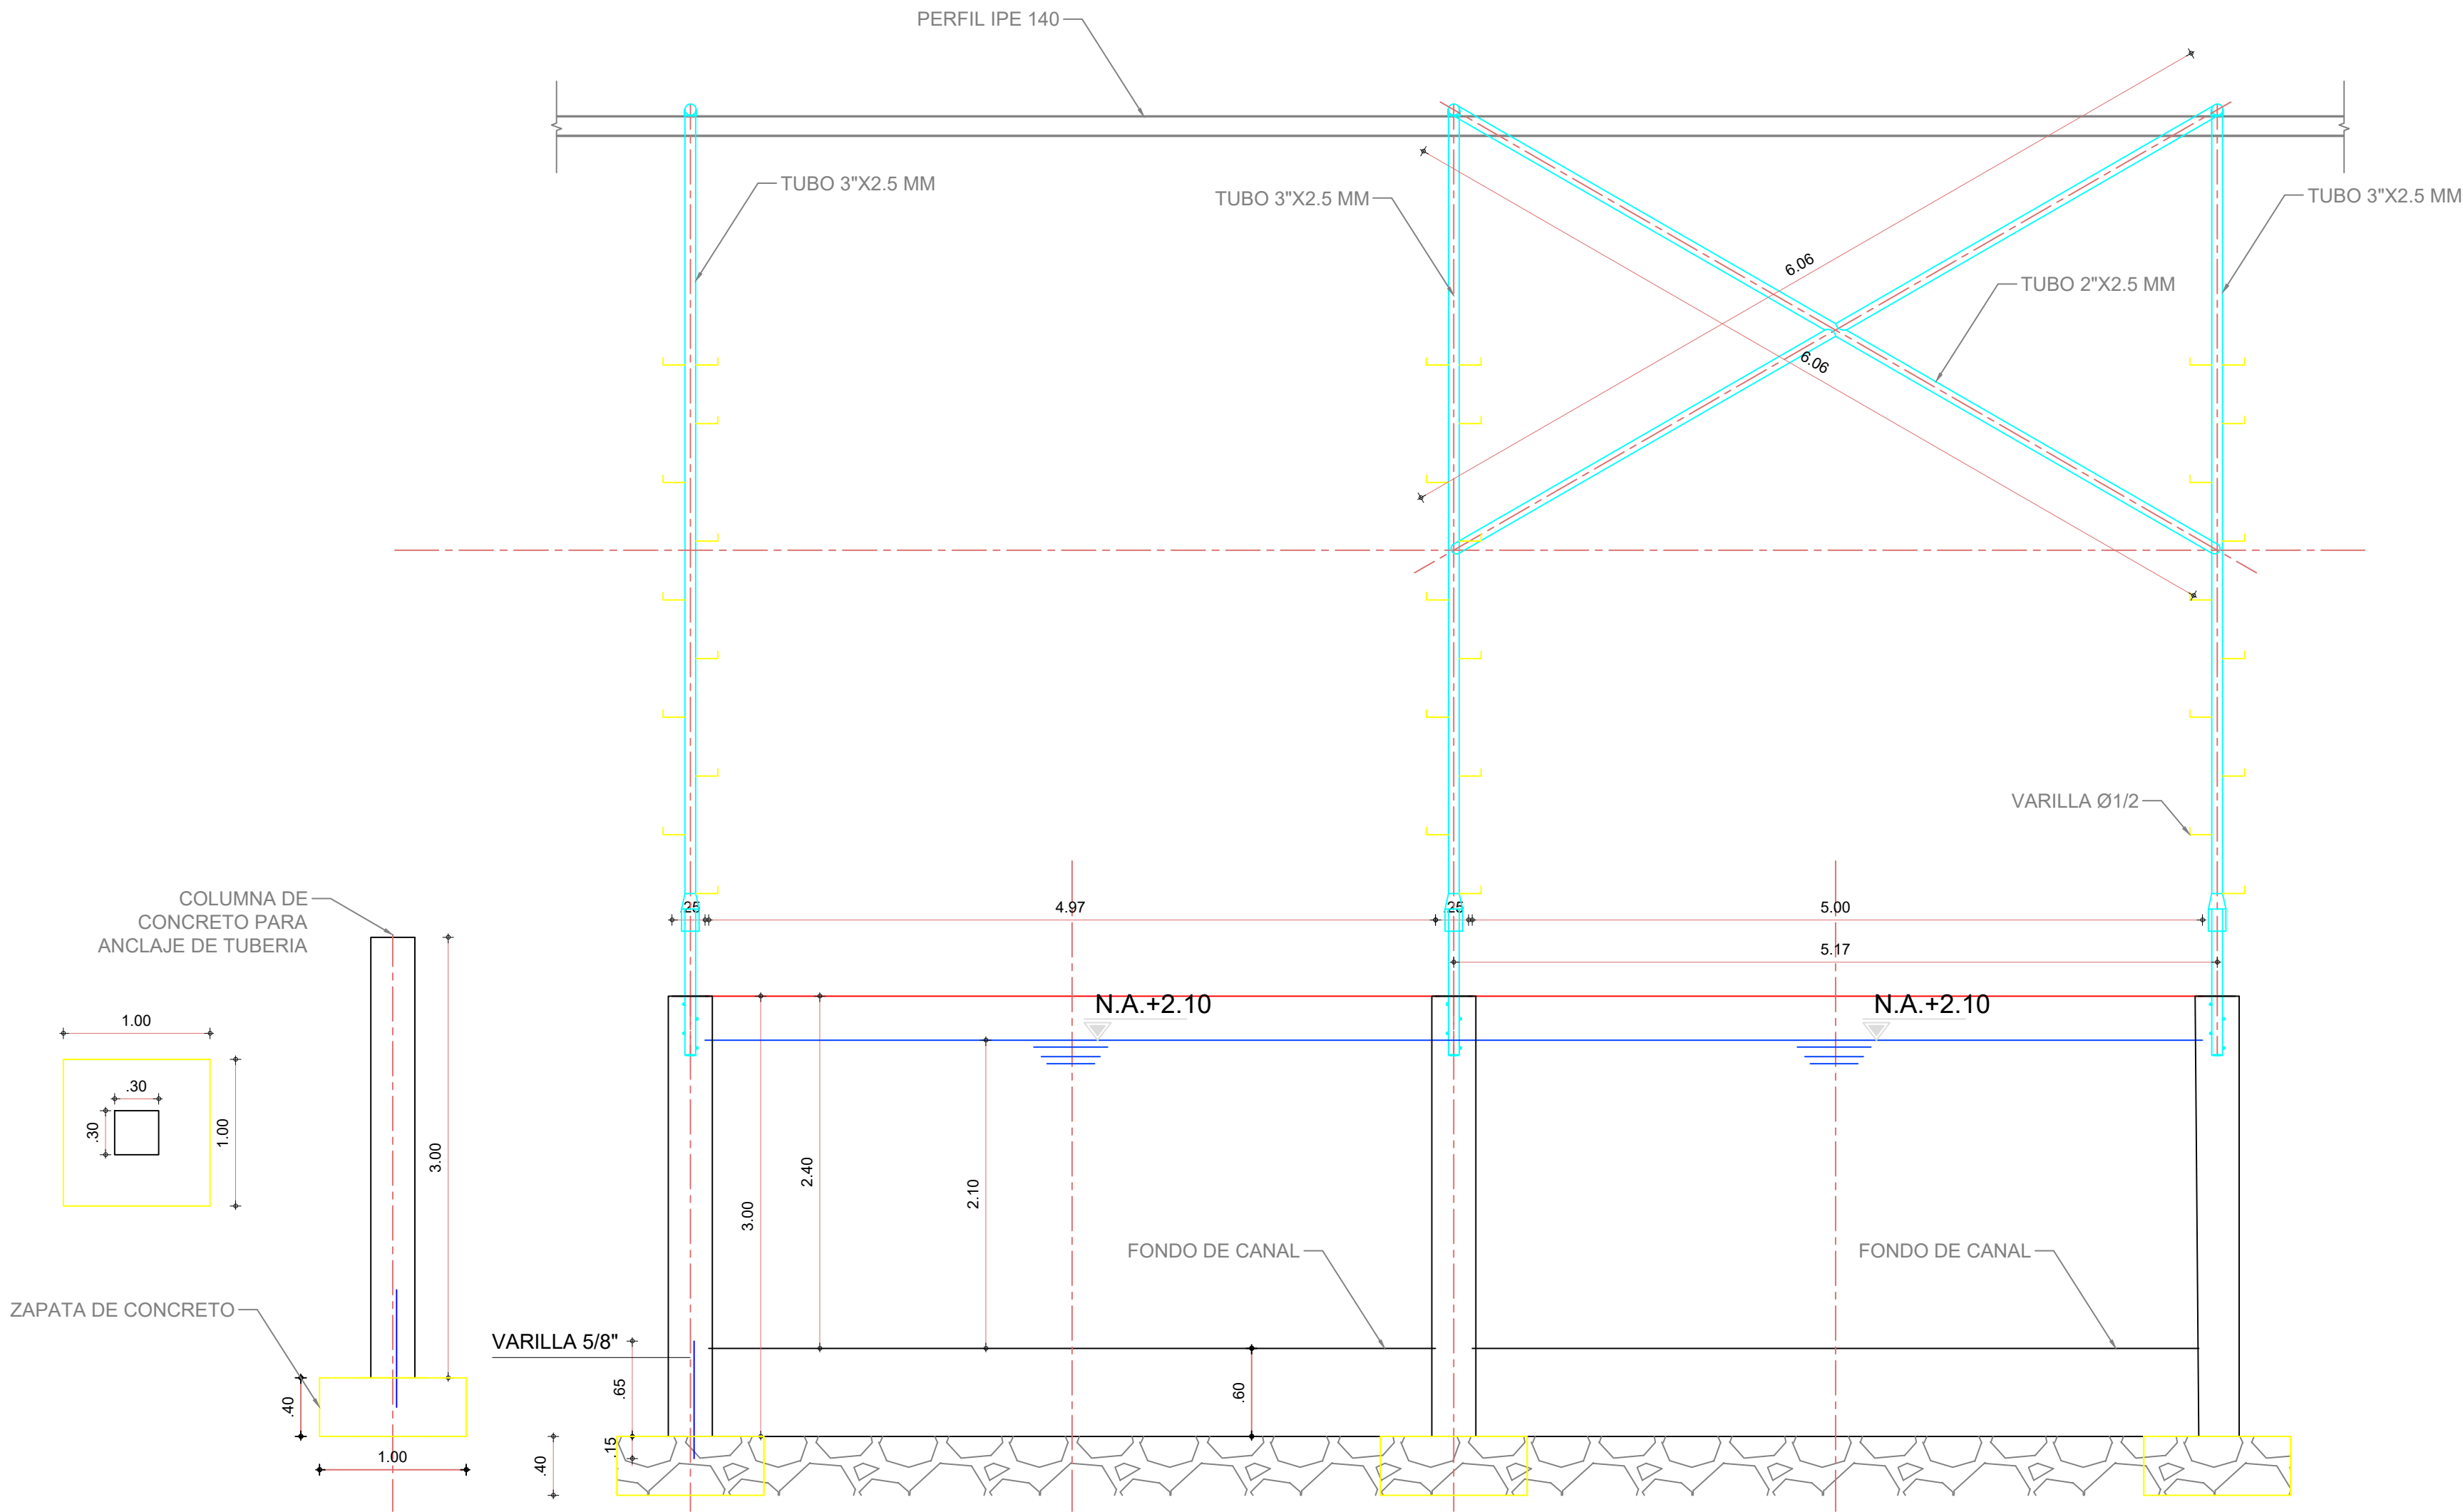 PERFIL IPE 140
TUBO 3"X2.5 MM
TUBO 3"X2.5 MM
TUBO 3"X2.5 MM
6.06
TUBO 2"X2.5 MM
6.06
VARILLA Ø1/2
COLUMNA DE
CONCRETO PARA
ANCLAJE DE TUBERIA
.25
4.97
.25
5.00
5.17
N.A.+2.10
N.A.+2.10
1.00
.30
.30
1.00
3.00
2.40
2.10
3.00
FONDO DE CANAL
FONDO DE CANAL
ZAPATA DE CONCRETO
VARILLA 5/8"
.65
.60
.40
.15
.40
1.00